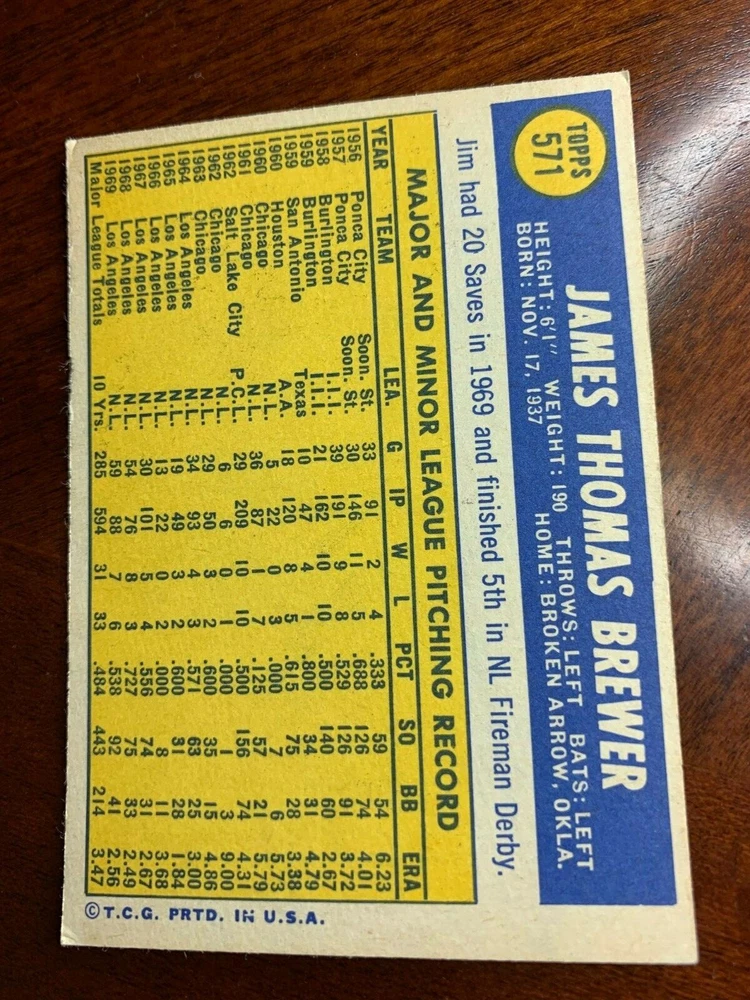 TOPPS
571
JAMES THOMAS BREWER
HEIGHT: 6'1" WEIGHT: 190 THROWS: LEFT BATS: LEFT
BORN: NOV. 17, 1937 HOME: BROKEN ARROW, OKLA.
Jim had 20 Saves in 1969 and finished 5th in NL Fireman Derby.
MAJOR AND MINOR LEAGUE PITCHING RECORD
YEAR TEAM LEA. G IP W L PCT SO BB ERA
1956 Ponca City Soon. St. 33 91 2 4 .333 59 54 6.23
1957 Ponca City Soon. St. 30 146 11 5 .688 126 74 4.01
1958 Burlington I.I.I. 39 191 9 8 .529 126 91 3.72
1959 Burlington I.I.I. 21 162 10 10 .500 140 60 2.67
1959 San Antonio Texas 10 47 4 1 .800 34 31 4.79
1960 Houston A.A. 18 120 8 5 .615 75 28 3.38
1960 Chicago N.L. 5 22 0 3 .000 7 6 5.73
1961 Chicago N.L. 36 87 1 7 .125 57 21 5.79
1962 Salt Lake City P.C.L. 29 209 10 10 .500 156 74 4.31
1962 Chicago N.L. 6 6 0 1 .000 1 3 9.00
1963 Chicago N.L. 29 50 3 2 .600 35 15 4.86
1964 Los Angeles N.L. 34 93 4 3 .571 63 25 3.00
1965 Los Angeles N.L. 19 49 3 2 .600 31 28 1.84
1966 Los Angeles N.L. 13 22 0 2 .000 8 11 3.68
1967 Los Angeles N.L. 30 101 5 4 .556 74 31 2.67
1968 Los Angeles N.L. 54 76 8 3 .727 75 33 2.49
1969 Los Angeles N.L. 59 88 7 6 .538 92 41 2.56
Major League Totals 10 Yrs. 285 594 31 33 .484 443 214 3.47
©T.C.G. PRTD. IN U.S.A.